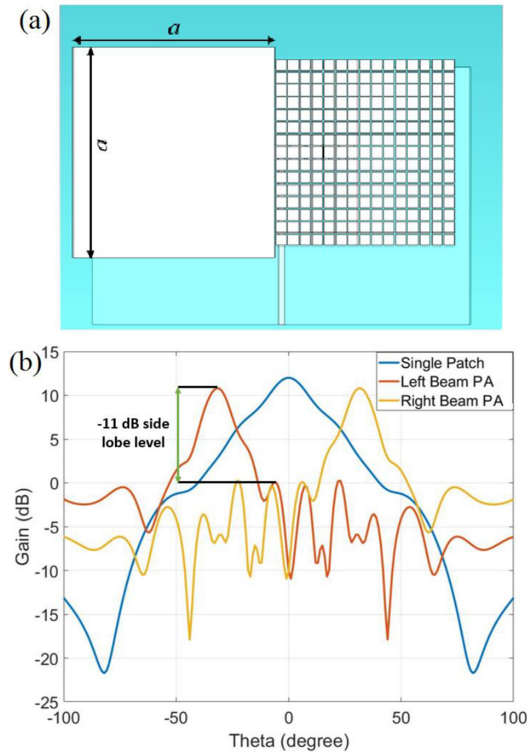 (a)
a
a
(b)
15
10
5
0
-5
-10
-15
-20
-25
Gain (dB)
-100
-50
0
50
100
Theta (degree)
Single Patch
Left Beam PA
Right Beam PA
-11 dB side
lobe level